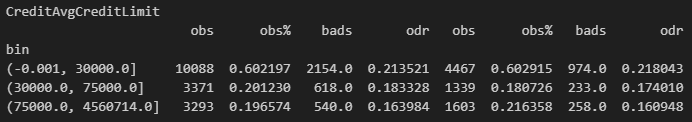 CreditAvgCreditLimit
obs obs% bads odr obs obs% bads odr
bin
(-0.001, 30000.0] 10088 0.602197 2154.0 0.213521 4467 0.602915 974.0 0.218043
(30000.0, 75000.0] 3371 0.201230 618.0 0.183328 1339 0.180726 233.0 0.174010
(75000.0, 4560714.0] 3293 0.196574 540.0 0.163984 1603 0.216358 258.0 0.160948